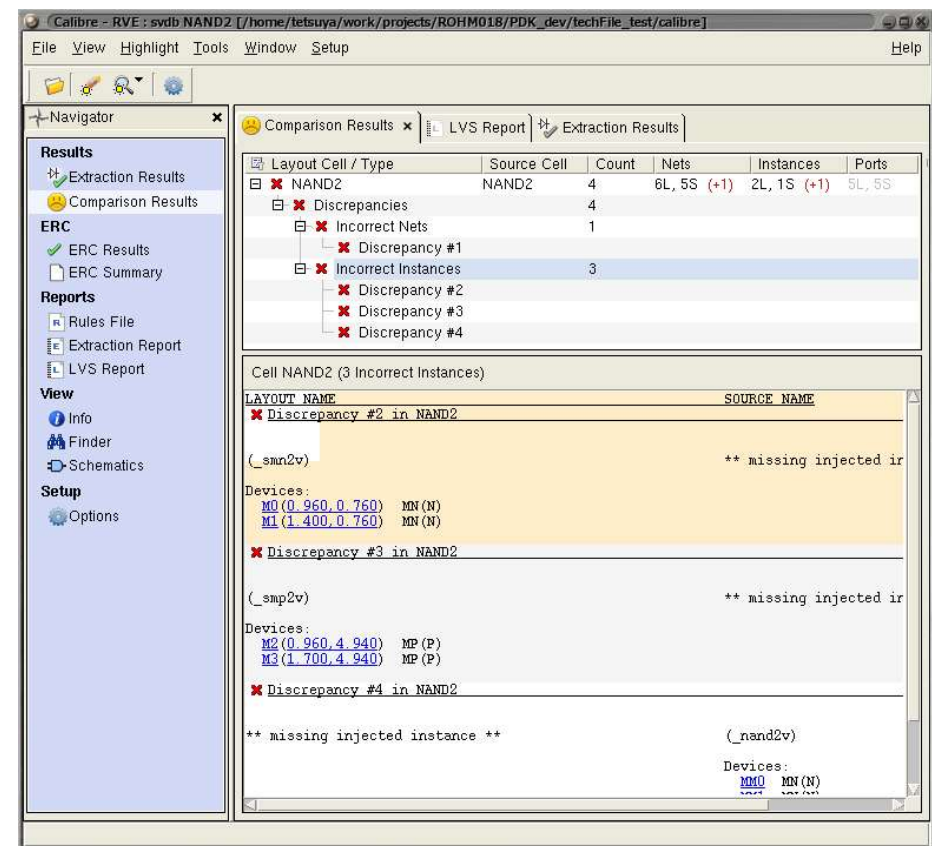 Calibre - RVE : svdb NAND2 [/home/tetsuya/work/projects/ROHM018/PDK_dev/techFile_test/calibre]
File View Highlight Tools Window Setup Help
Navigator
Results
Extraction Results
Comparison Results
ERC
ERC Results
ERC Summary
Reports
Rules File
Extraction Report
LVS Report
View
Info
Finder
Schematics
Setup
Options
Comparison Results LVS Report Extraction Results
Layout Cell / Type Source Cell Count Nets Instances Ports
NAND2 NAND2 4 6L, 5S (+1) 2L, 1S (+1) 5L, 5S
Discrepancies 4
Incorrect Nets 1
Discrepancy #1
Incorrect Instances 3
Discrepancy #2
Discrepancy #3
Discrepancy #4
Cell NAND2 (3 Incorrect Instances)
LAYOUT NAME SOURCE NAME
Discrepancy #2 in NAND2
(_smn2v) ** missing injected
Devices:
M0(0.960,0.760) MN(N)
M1(1.400,0.760) MN(N)
Discrepancy #3 in NAND2
(_smp2v) ** missing injected
Devices:
M2(0.960,4.940) MP(P)
M3(1.700,4.940) MP(P)
Discrepancy #4 in NAND2
** missing injected instance ** (_nand2v)
Devices:
MM0 MN(N)